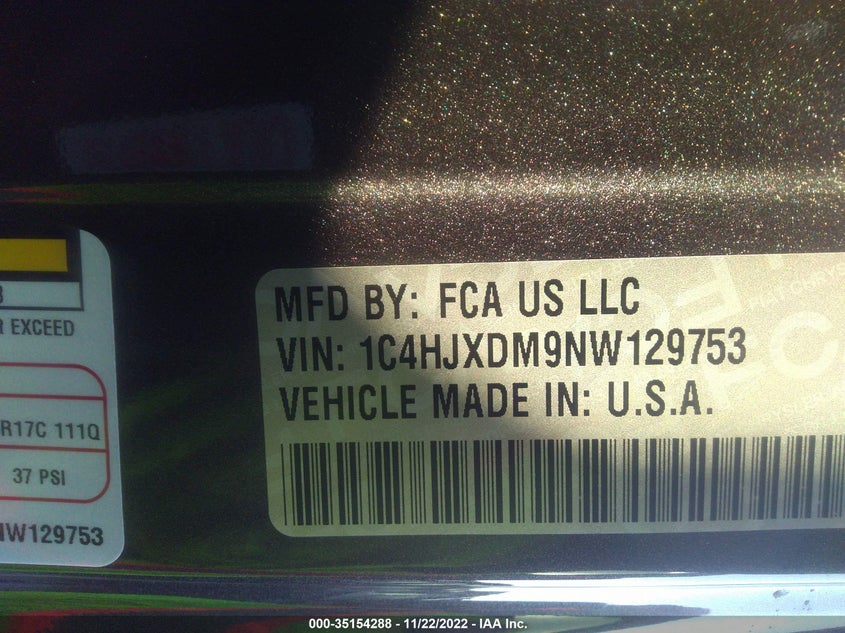 MFD BY: FCA US LLC
VIN: 1C4HJXDM9NW129753
VEHICLE MADE IN: U.S.A.
EXCEED
R17C 111Q
37 PSI
W129753
000-35154288 - 11/22/2022 - IAA Inc.